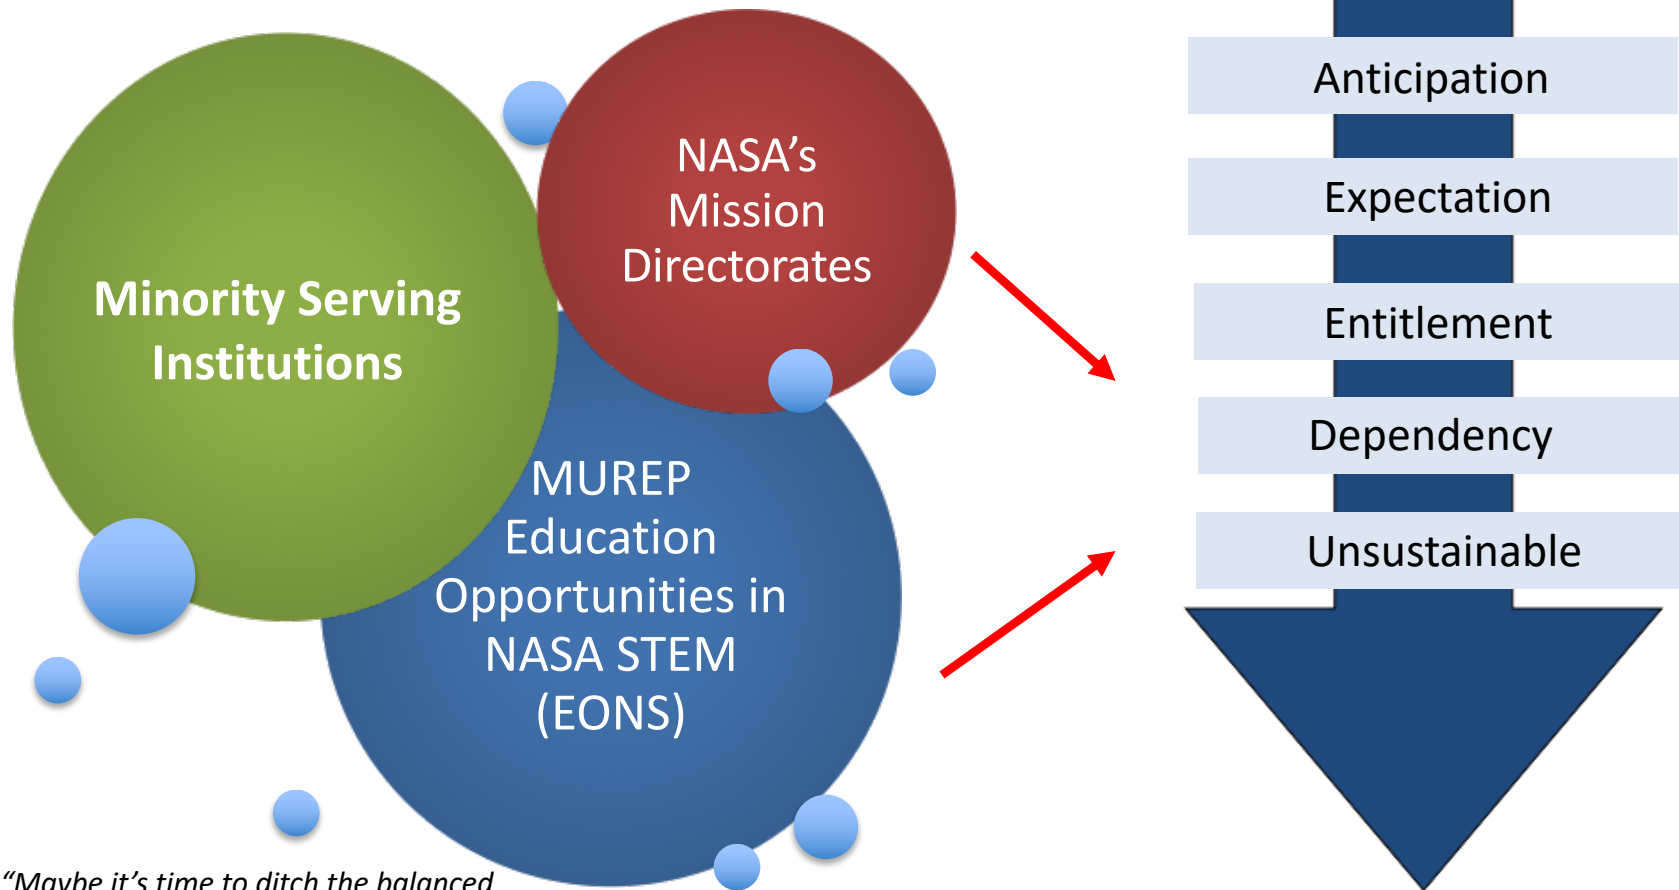 Minority Serving
Institutions
NASA’s
Mission
Directorates
MUREP
Education
Opportunities in
NASA STEM
(EONS)
“Maybe it’s time to ditch the balanced
Anticipation
Expectation
Entitlement
Dependency
Unsustainable